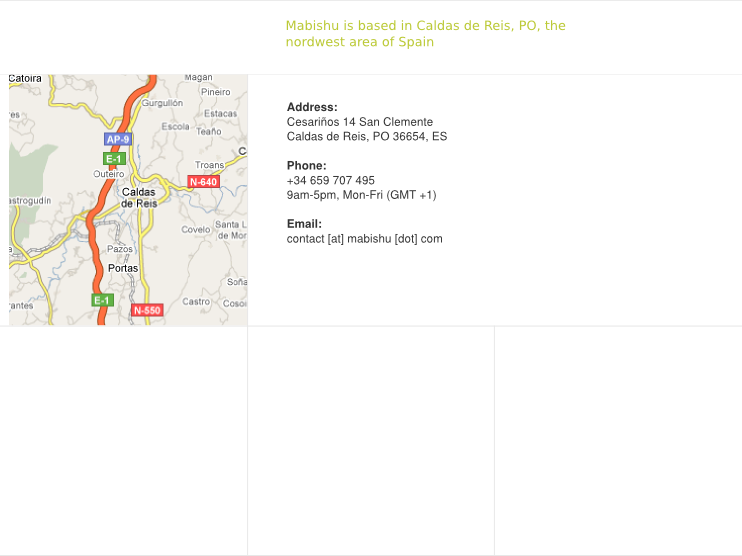 Mabishu is based in Caldas de Reis, PO, the
nordwest area of Spain
Catoira
Magan
Pineiro
Gurgullón
Estacas
Escola
Teaño
AP-9
E-1
Troans
Outeiro
N-640
Caldas
de Reis
astrogudín
Covelo
Santa L
de Mor
Pazos
Portas
Soña
E-1
Castro
Cosoi
rantes
N-550
Address:
Cesariños 14 San Clemente
Caldas de Reis, PO 36654, ES
Phone:
+34 659 707 495
9am-5pm, Mon-Fri (GMT +1)
Email:
contact [at] mabishu [dot] com